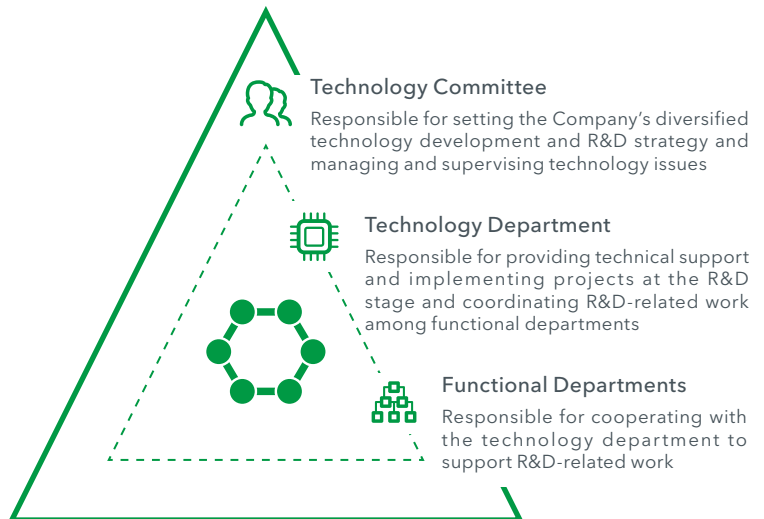 Technology Committee
Responsible for setting the Company’s diversified
technology development and R&D strategy and
managing and supervising technology issues
Technology Department
Responsible for providing technical support
and implementing projects at the R&D
stage and coordinating R&D-related work
among functional departments
Functional Departments
Responsible for cooperating with
the technology department to
support R&D-related work